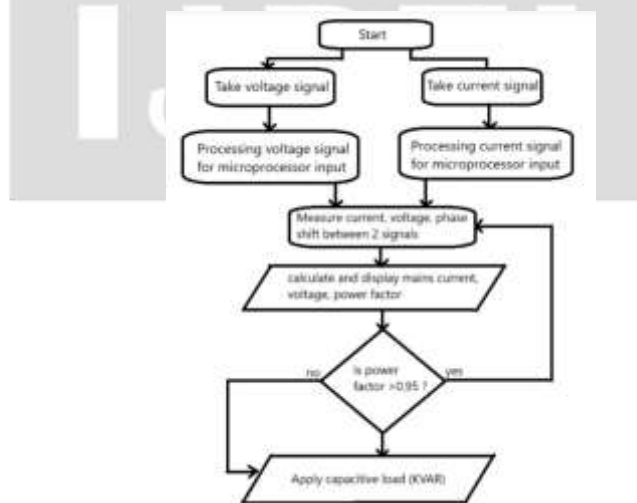 Start
Take voltage signal
Take current signal
Processing voltage signal
for microprocessor input
Processing current signal
for microprocessor input
Measure current, voltage, phase
shift between 2 signals
calculate and display mains current,
voltage, power factor
no
is power
factor >0,95 ?
yes
Apply capacitive load (KVAR)